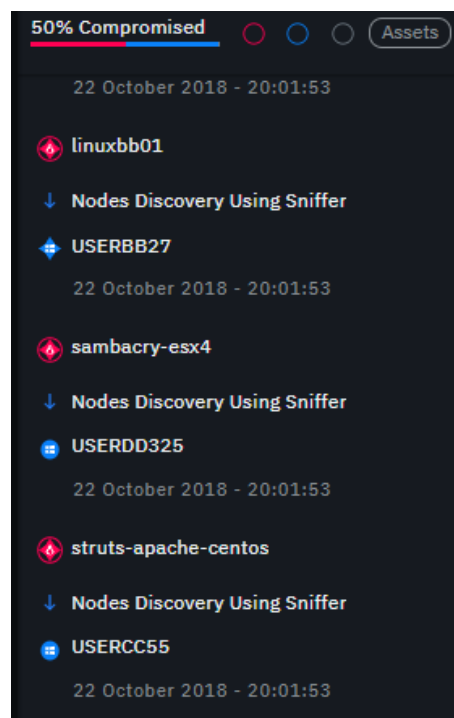 50% Compromised Assets
22 October 2018 - 20:01:53
linuxbb01
Nodes Discovery Using Sniffer
USERBB27
22 October 2018 - 20:01:53
sambacry-esx4
Nodes Discovery Using Sniffer
USERDD325
22 October 2018 - 20:01:53
struts-apache-centos
Nodes Discovery Using Sniffer
USERCC55
22 October 2018 - 20:01:53